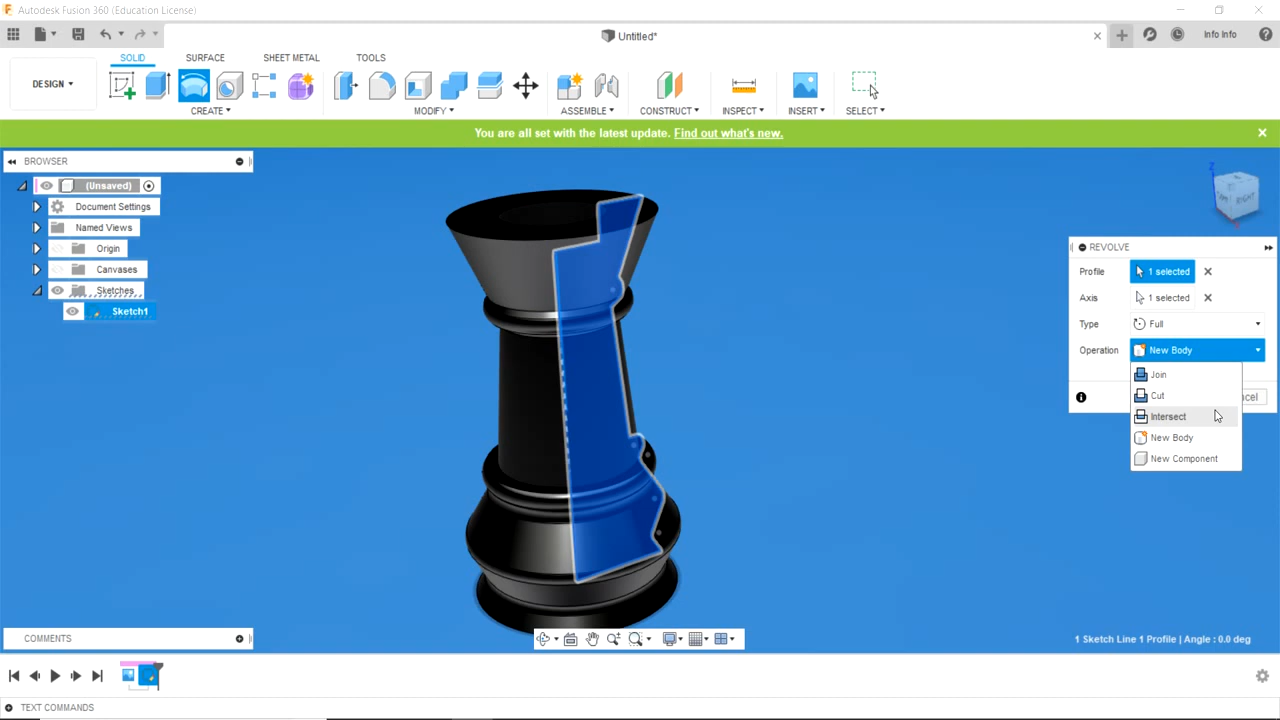 Autodesk Fusion 360 (Education License)
Untitled*
Info Info
DESIGN
SOLID
SURFACE
SHEET METAL
TOOLS
CREATE
MODIFY
ASSEMBLE
CONSTRUCT
INSPECT
INSERT
SELECT
You are all set with the latest update. Find out what's new.
BROWSER
(Unsaved)
Document Settings
Named Views
Origin
Canvases
Sketches
Sketch1
Z
RIGHT
REVOLVE
Profile 1 selected
Axis 1 selected
Type Full
Operation New Body
Join
Cut
Intersect
New Body
New Component
COMMENTS
1 Sketch Line 1 Profile | Angle : 0.0 deg
TEXT COMMANDS